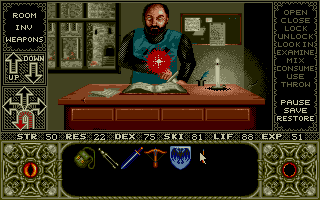 ROOM
INV
WEAPONS
UP
DOWN
OPEN
CLOSE
LOCK
UNLOCK
LOOK IN
EXAMINE
MIX
CONSUME
USE
THROW
PAUSE
SAVE
RESTORE
STR 50 RES 22 DEX 75 SKI 81 LIF 88 EXP 51